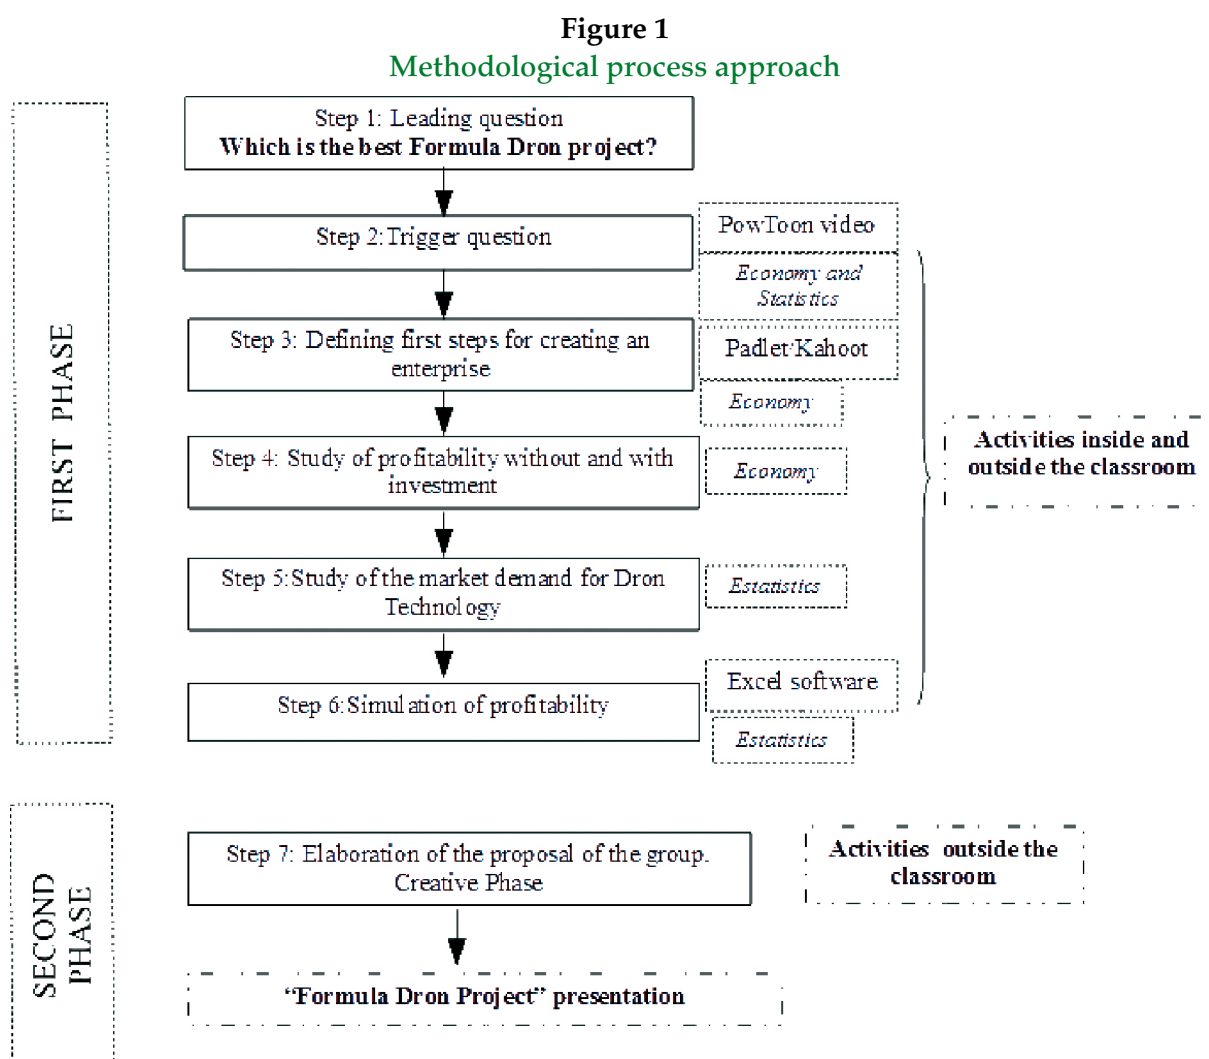 Figure 1
Methodological process approach
FIRST PHASE
Step 1: Leading question
Which is the best Formula Dron project?
Step 2:Trigger question
PowToon video
Economy and
Statistics
Step 3: Defining first steps for creating an
enterprise
Padlet/Kahoot
Economy
Step 4: Study of profitability without and with
investment
Economy
Activities inside and
outside the classroom
Step 5:Study of the market demand for Dron
Technology
Estatistics
Step 6:Simulation of profitability
Excel software
Estatistics
SECOND
PHASE
Step 7: Elaboration of the proposal of the group.
Creative Phase
Activities outside the
classroom
“Formula Dron Project” presentation